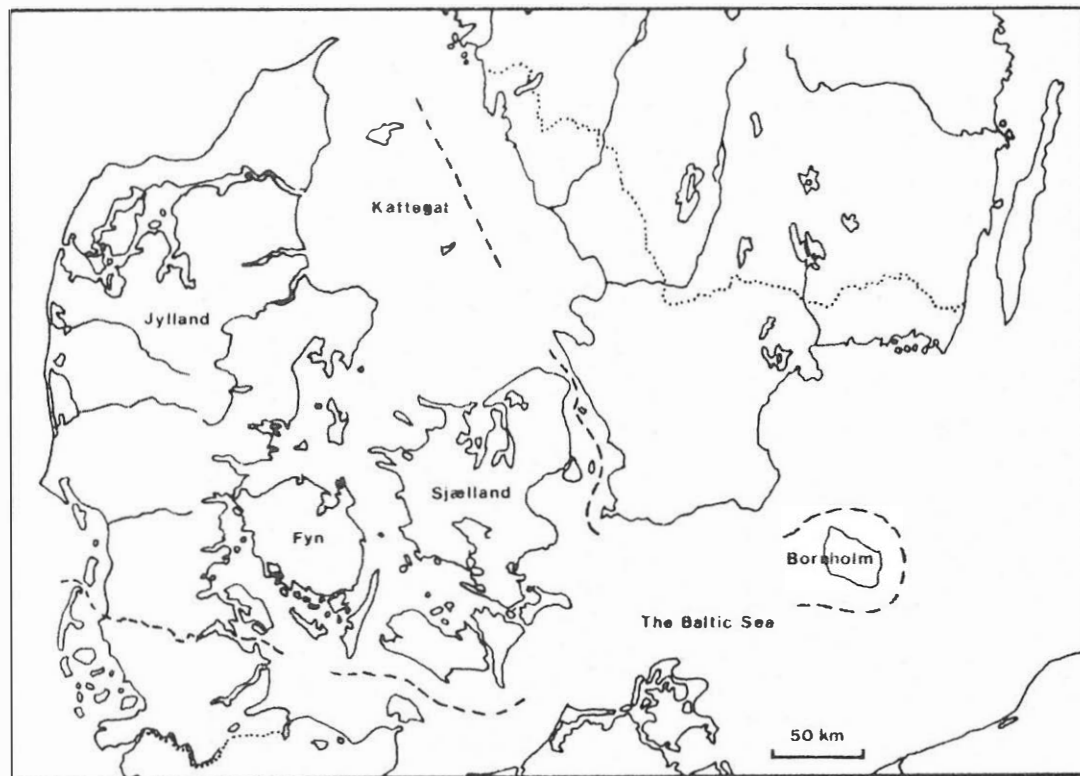 Kattegat
Jylland
Sjælland
Fyn
Bornholm
The Baltic Sea
50 km